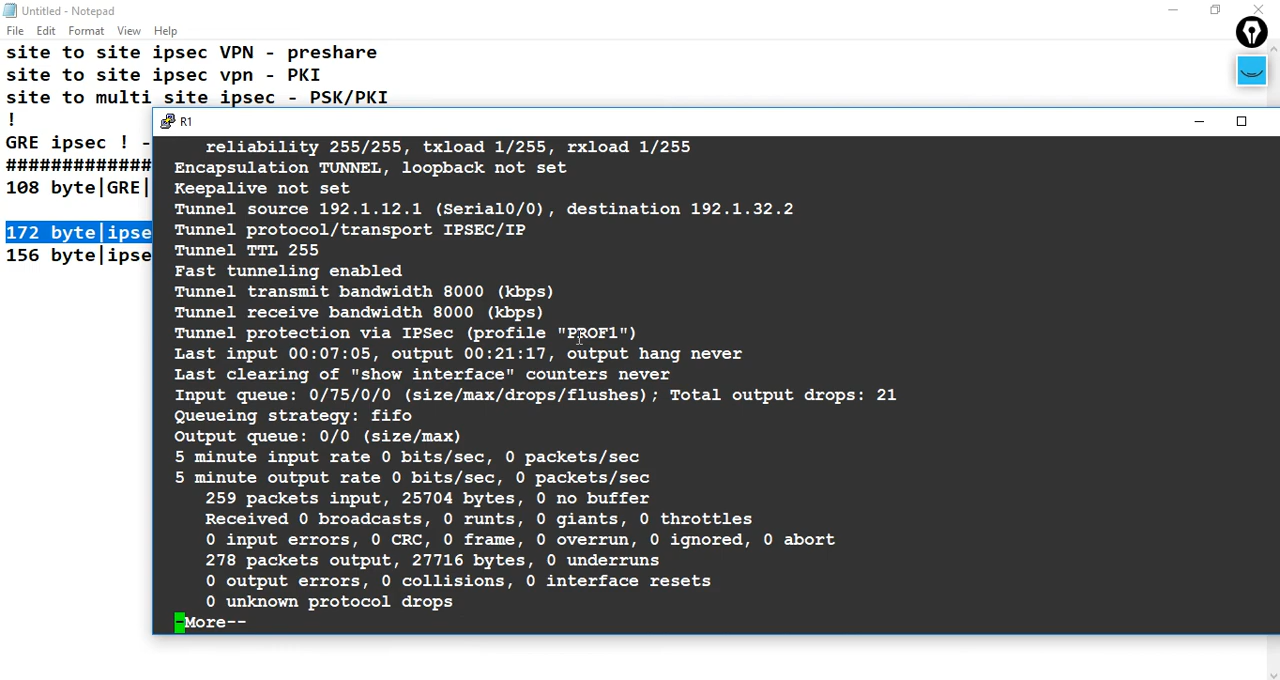 Untitled - Notepad
File Edit Format View Help
site to site ipsec VPN - preshare
site to site ipsec vpn - PKI
site to multi site ipsec - PSK/PKI
!
GRE ipsec ! -
#############
108 byte|GRE|
172 byte|ipse
156 byte|ipse
R1
reliability 255/255, txload 1/255, rxload 1/255
Encapsulation TUNNEL, loopback not set
Keepalive not set
Tunnel source 192.1.12.1 (Serial0/0), destination 192.1.32.2
Tunnel protocol/transport IPSEC/IP
Tunnel TTL 255
Fast tunneling enabled
Tunnel transmit bandwidth 8000 (kbps)
Tunnel receive bandwidth 8000 (kbps)
Tunnel protection via IPSec (profile "PROF1")
Last input 00:07:05, output 00:21:17, output hang never
Last clearing of "show interface" counters never
Input queue: 0/75/0/0 (size/max/drops/flushes); Total output drops: 21
Queueing strategy: fifo
Output queue: 0/0 (size/max)
5 minute input rate 0 bits/sec, 0 packets/sec
5 minute output rate 0 bits/sec, 0 packets/sec
259 packets input, 25704 bytes, 0 no buffer
Received 0 broadcasts, 0 runts, 0 giants, 0 throttles
0 input errors, 0 CRC, 0 frame, 0 overrun, 0 ignored, 0 abort
278 packets output, 27716 bytes, 0 underruns
0 output errors, 0 collisions, 0 interface resets
0 unknown protocol drops
-More--